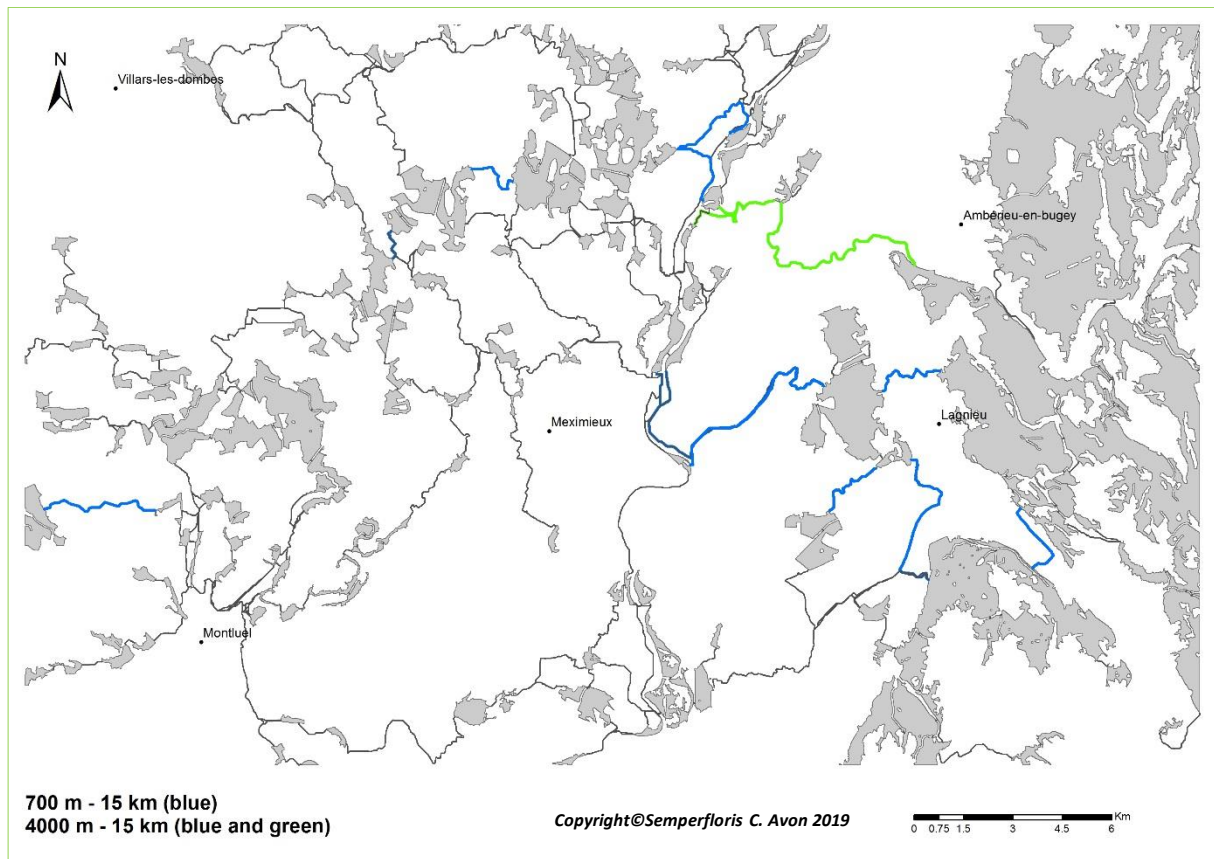 N
Villars-les-dombes
Ambérieu-en-bugey
Meximieux
Lagnieu
Montluel
700 m - 15 km (blue)
4000 m - 15 km (blue and green)
Copyright©Semperfloris C. Avon 2019
Km
0 0.75 1.5 3 4.5 6